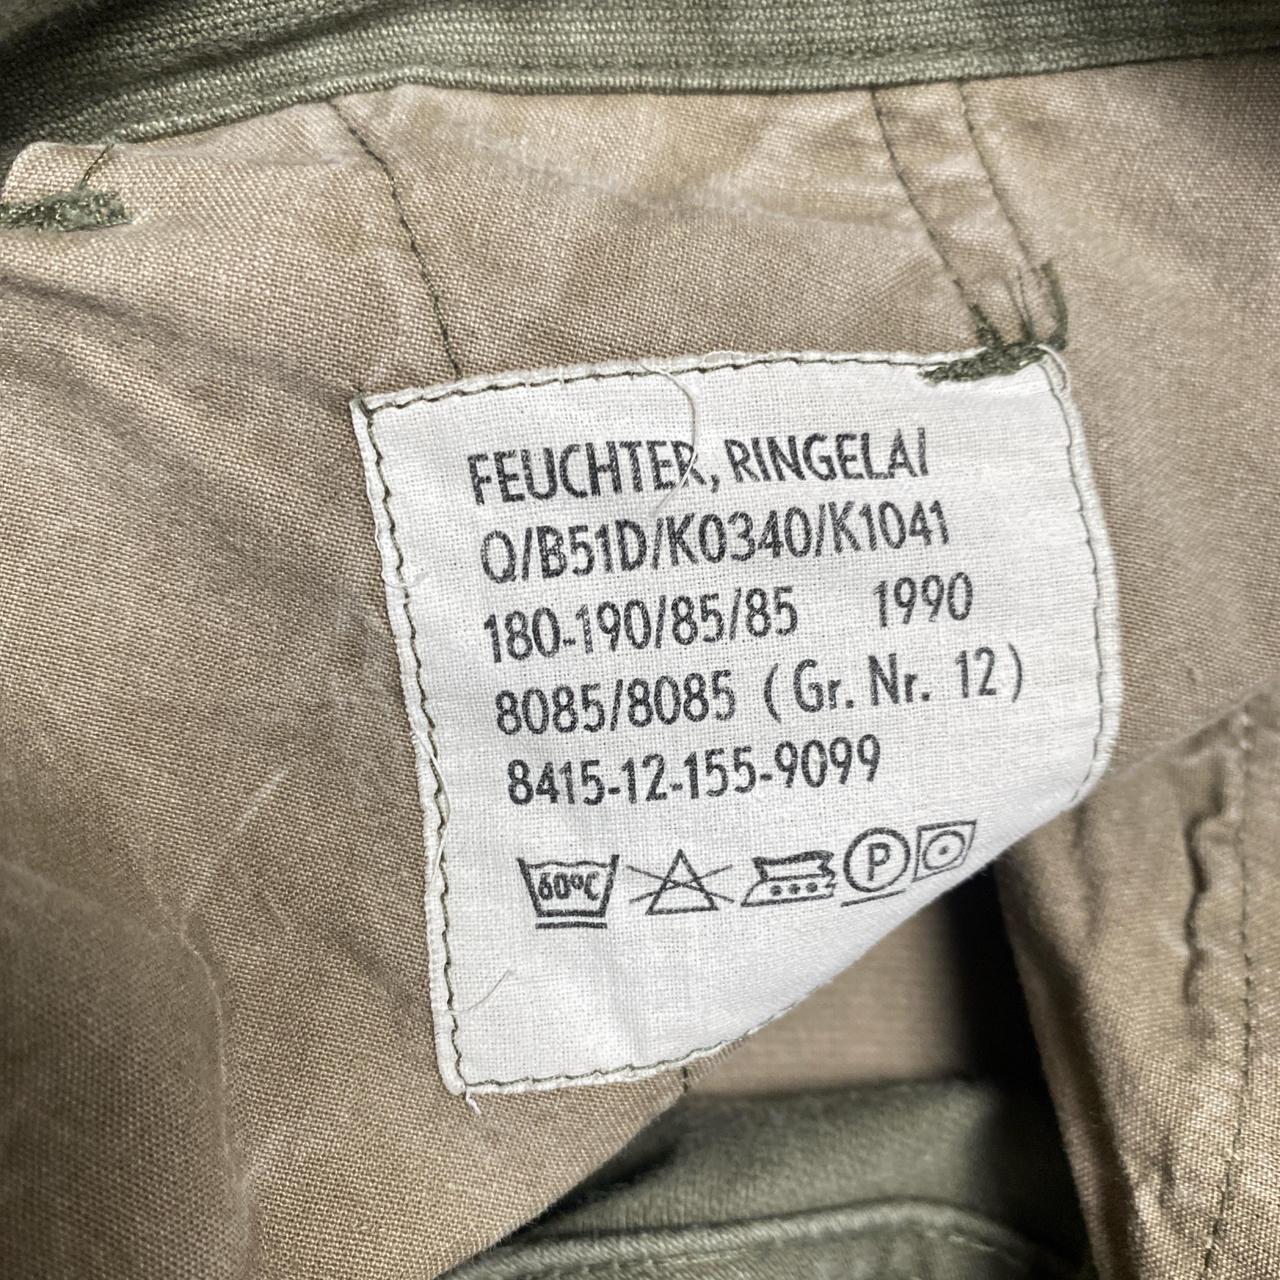 FEUCHTER, RINGELAI
Q/B51D/K0340/K1041
180-190/85/85 1990
8085/8085 (Gr. Nr. 12)
8415-12-155-9099
60°C P